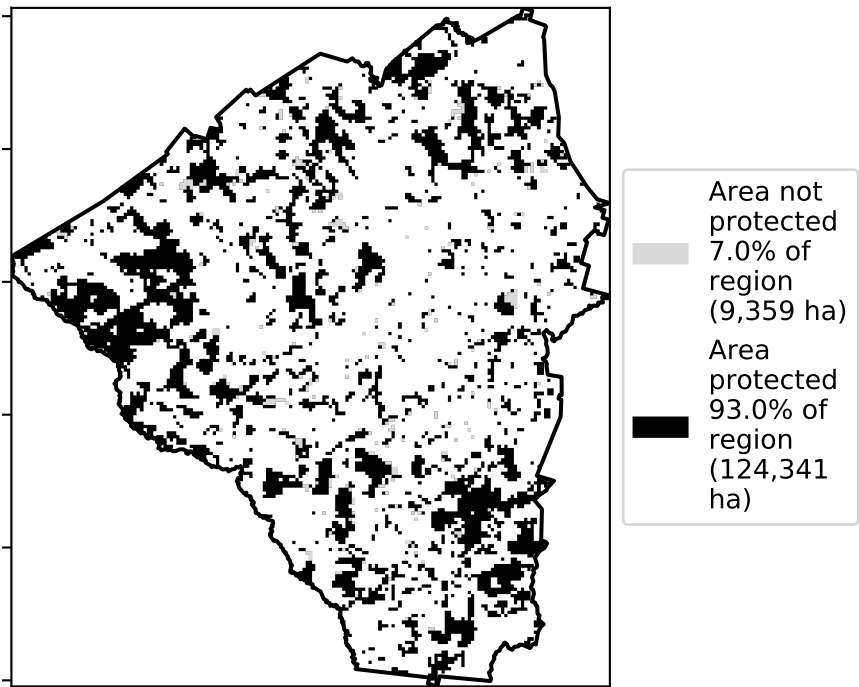 Area not
protected
7.0% of
region
(9,359 ha)
Area
protected
93.0% of
region
(124,341
ha)